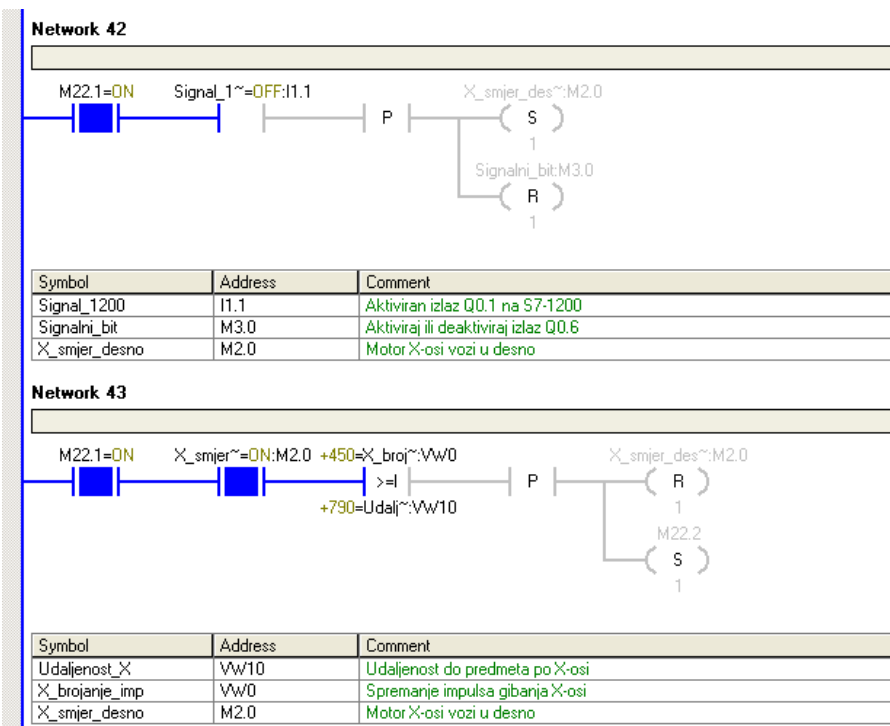 Network 42
M22.1=ON Signal_1~=OFF:I1.1 X_smjer_des~:M2.0
P S
1
Signalni_bit:M3.0
R
1
Symbol Address Comment
Signal_1200 I1.1 Aktiviran izlaz Q0.1 na S7-1200
Signalni_bit M3.0 Aktiviraj ili deaktiviraj izlaz Q0.6
X_smjer_desno M2.0 Motor X-osi vozi u desno
Network 43
M22.1=ON X_smjer~=ON:M2.0 +450=X_broj~:VW0 X_smjer_des~:M2.0
>=I P R
+790=Udalj~:VW10 1
M22.2
S
1
Symbol Address Comment
Udaljenost_X VW10 Udaljenost do predmeta po X-osi
X_brojanje_imp VW0 Spremanje impulsa gibanja X-osi
X_smjer_desno M2.0 Motor X-osi vozi u desno